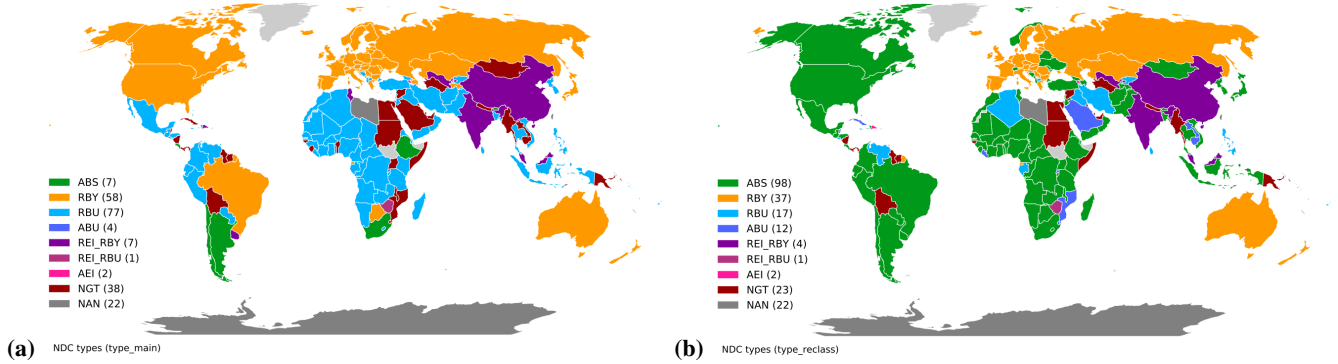 ABS (7)
RBY (58)
RBU (77)
ABU (4)
REI_RBY (7)
REI_RBU (1)
AEI (2)
NGT (38)
NAN (22)
(a)
NDC types (type_main)
ABS (98)
RBY (37)
RBU (17)
ABU (12)
REI_RBY (4)
REI_RBU (1)
AEI (2)
NGT (23)
NAN (22)
(b)
NDC types (type_reclass)